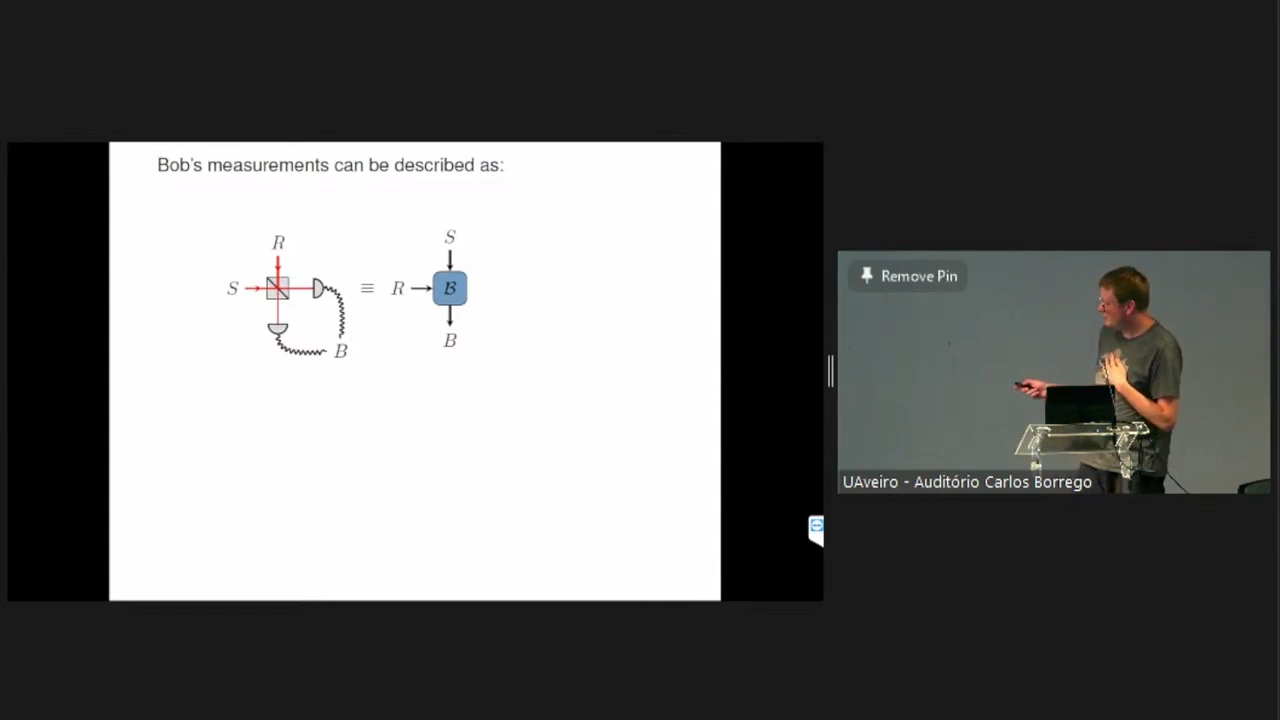 Bob's measurements can be described as:
R
S
B
≡
R
S
ℬ
B
Remove Pin
UAveiro - Auditório Carlos Borrego